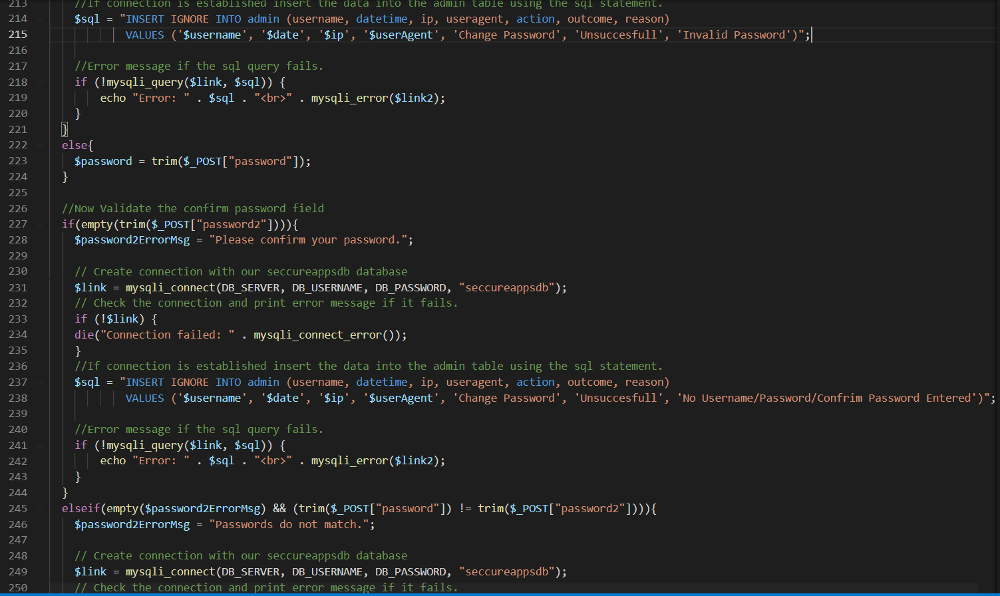 213 //If connection is established insert the data into the admin table using the sql statement.
214 $sql = "INSERT IGNORE INTO admin (username, datetime, ip, useragent, action, outcome, reason)
215 VALUES ('$username', '$date', '$ip', '$userAgent', 'Change Password', 'Unsuccesfull', 'Invalid Password')";
216
217 //Error message if the sql query fails.
218 if (!mysqli_query($link, $sql)) {
219 echo "Error: " . $sql . "<br>" . mysqli_error($link2);
220 }
221 }
222 else{
223 $password = trim($_POST["password"]);
224 }
225
226 //Now Validate the confirm password field
227 if(empty(trim($_POST["password2"]))){
228 $password2ErrorMsg = "Please confirm your password.";
229
230 // Create connection with our seccureappsdb database
231 $link = mysqli_connect(DB_SERVER, DB_USERNAME, DB_PASSWORD, "seccureappsdb");
232 // Check the connection and print error message if it fails.
233 if (!$link) {
234 die("Connection failed: " . mysqli_connect_error());
235 }
236 //If connection is established insert the data into the admin table using the sql statement.
237 $sql = "INSERT IGNORE INTO admin (username, datetime, ip, useragent, action, outcome, reason)
238 VALUES ('$username', '$date', '$ip', '$userAgent', 'Change Password', 'Unsuccesfull', 'No Username/Password/Confrim Password Entered')";
239
240 //Error message if the sql query fails.
241 if (!mysqli_query($link, $sql)) {
242 echo "Error: " . $sql . "<br>" . mysqli_error($link2);
243 }
244 }
245 elseif(empty($password2ErrorMsg) && (trim($_POST["password"]) != trim($_POST["password2"]))){
246 $password2ErrorMsg = "Passwords do not match.";
247
248 // Create connection with our seccureappsdb database
249 $link = mysqli_connect(DB_SERVER, DB_USERNAME, DB_PASSWORD, "seccureappsdb");
250 // Check the connection and print error message if it fails.